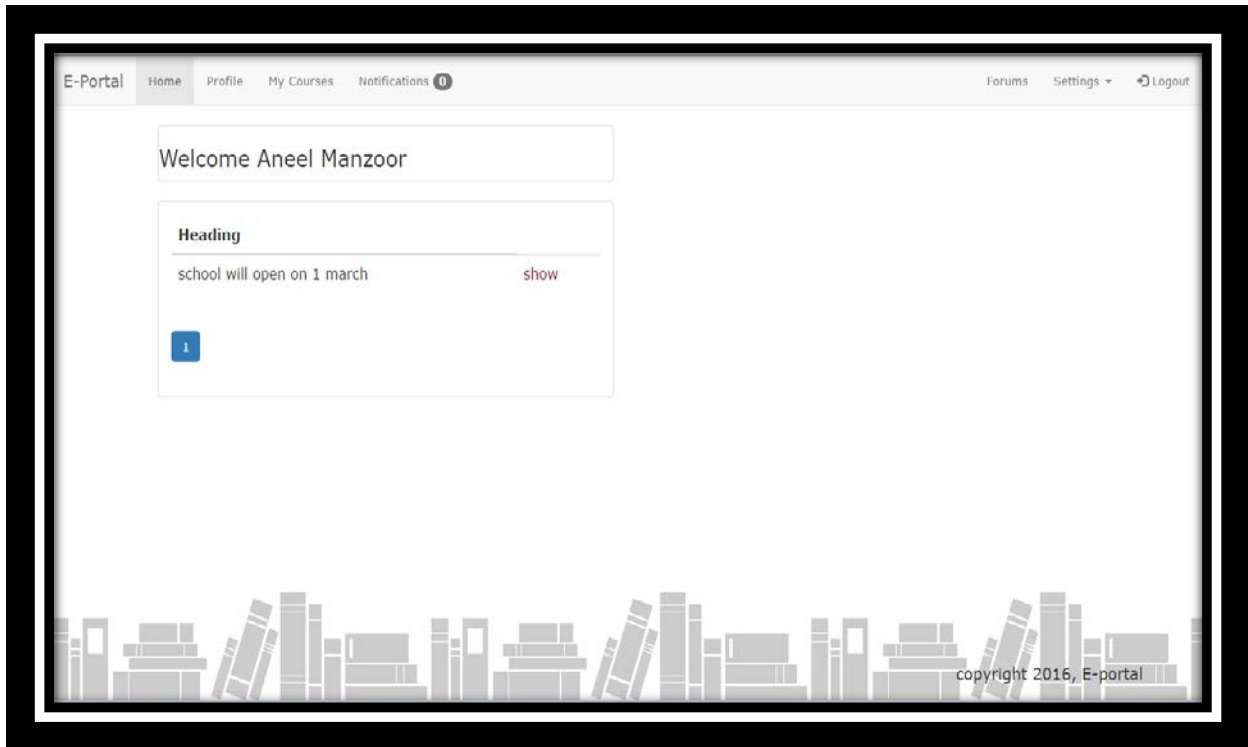 E-Portal Home Profile My Courses Notifications 0 Forums Settings Logout
Welcome Aneel Manzoor
Heading
school will open on 1 march show
1
copyright 2016, E-portal